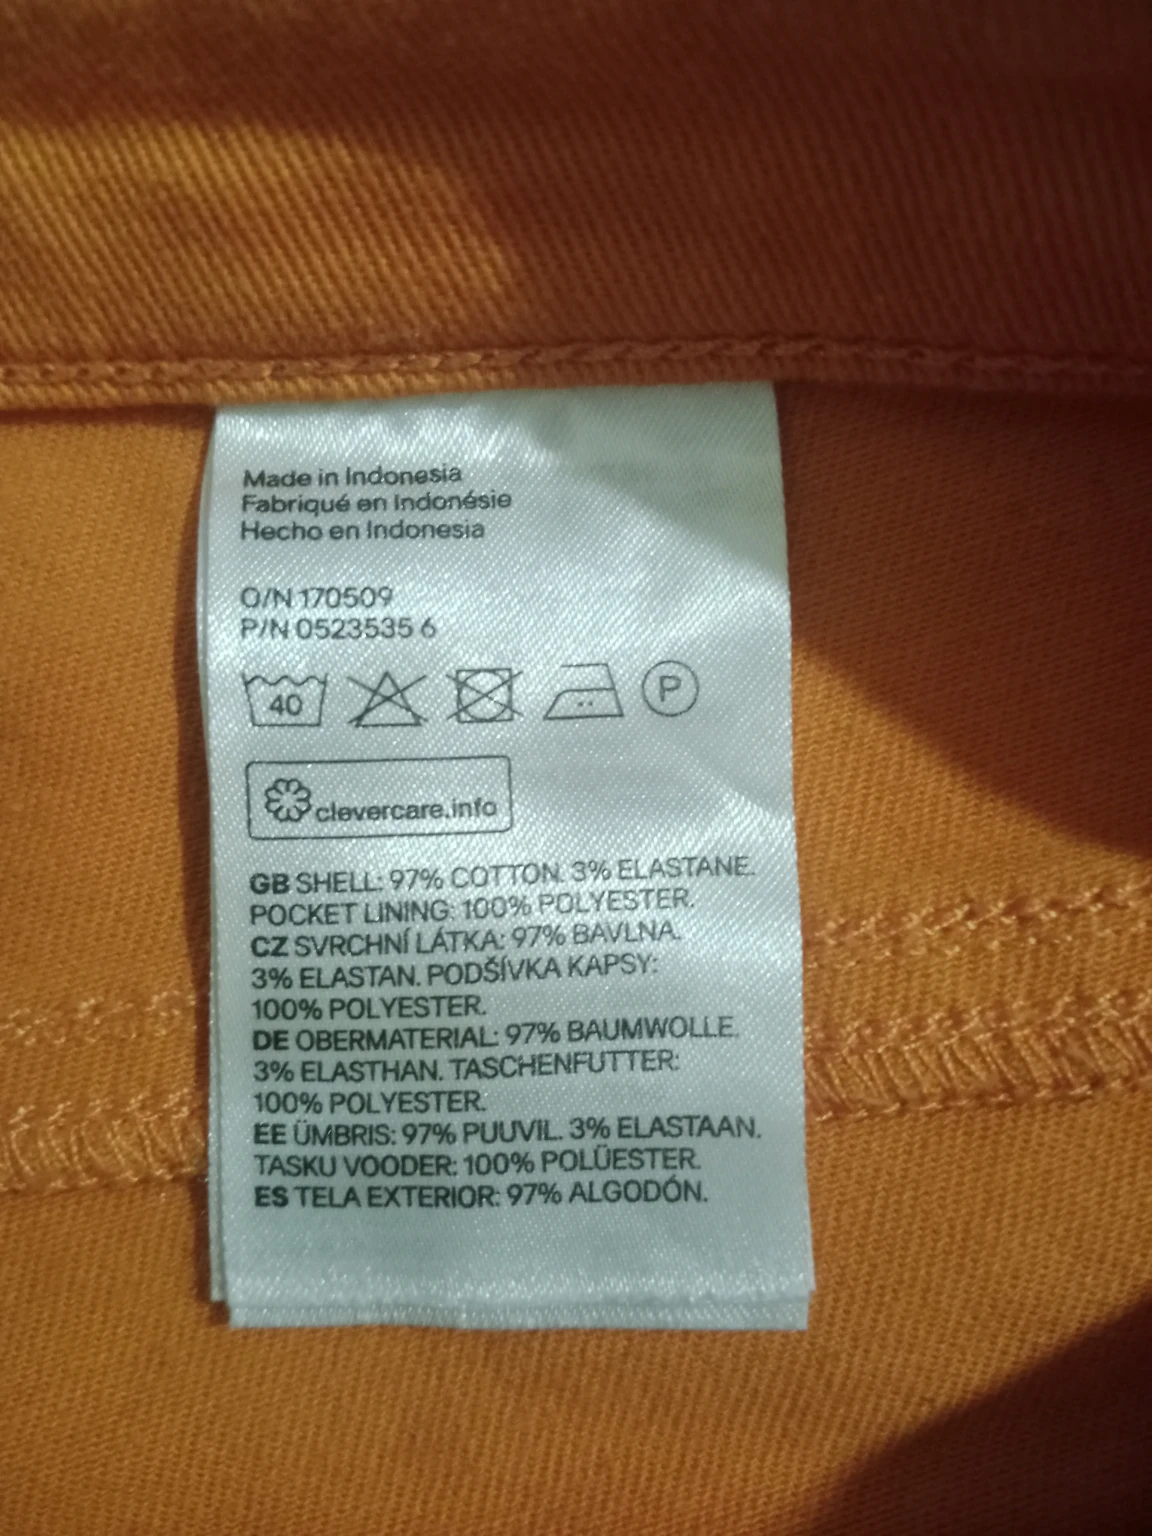 Made in Indonesia
Fabriqué en Indonésie
Hecho en Indonesia
O/N 170509
P/N 0523535 6
40 P
clevercare.info
GB SHELL: 97% COTTON. 3% ELASTANE.
POCKET LINING: 100% POLYESTER.
CZ SVRCHNÍ LÁTKA: 97% BAVLNA.
3% ELASTAN. PODŠÍVKA KAPSY:
100% POLYESTER.
DE OBERMATERIAL: 97% BAUMWOLLE.
3% ELASTHAN. TASCHENFUTTER:
100% POLYESTER.
EE ÜMBRIS: 97% PUUVIL. 3% ELASTAAN.
TASKU VOODER: 100% POLÜESTER.
ES TELA EXTERIOR: 97% ALGODÓN.